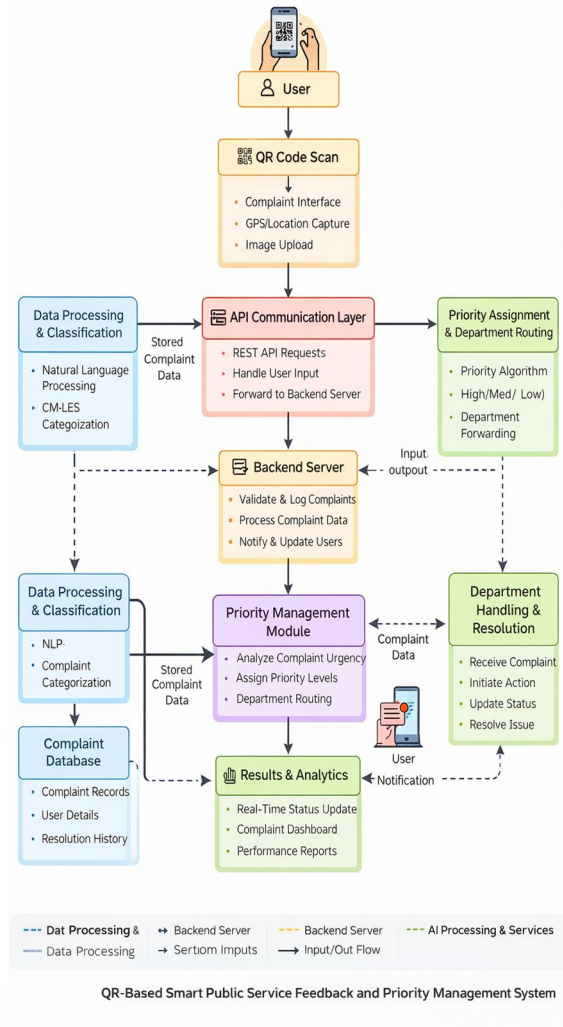 User
QR Code Scan
• Complaint Interface
• GPS/Location Capture
• Image Upload
Data Processing
& Classification
• Natural Language
Processing
• CM-LES
Categoization
Stored
Complaint
Data
API Communication Layer
• REST API Requests
• Handle User Input
• Forward to Backend Server
Priority Assignment
& Department Routing
• Priority Algorithm
• High/Med/ Low)
• Department
Forwarding
Input
outpout
Backend Server
• Validate & Log Complaints
• Process Complaint Data
• Notify & Update Users
Data Processing
& Classification
• NLP-
• Complaint
Categorization
Stored
Complaint
Data
Priority Management
Module
• Analyze Complaint Urgency
• Assign Priority Levels
• Department Routing
Complaint
Data
Department
Handling &
Resolution
• Receive Complaint
• Initiate Action
• Update Status
• Resolve Issue
User
Notification
Complaint
Database
• Complaint Records
• User Details
• Resolution History
Results & Analytics
• Real-Time Status Update
• Complaint Dashboard
• Performance Reports
Dat Processing &
Backend Server
Backend Server
AI Processing & Services
Data Processing
Sertiom Imputs
Input/Out Flow
QR-Based Smart Public Service Feedback and Priority Management System